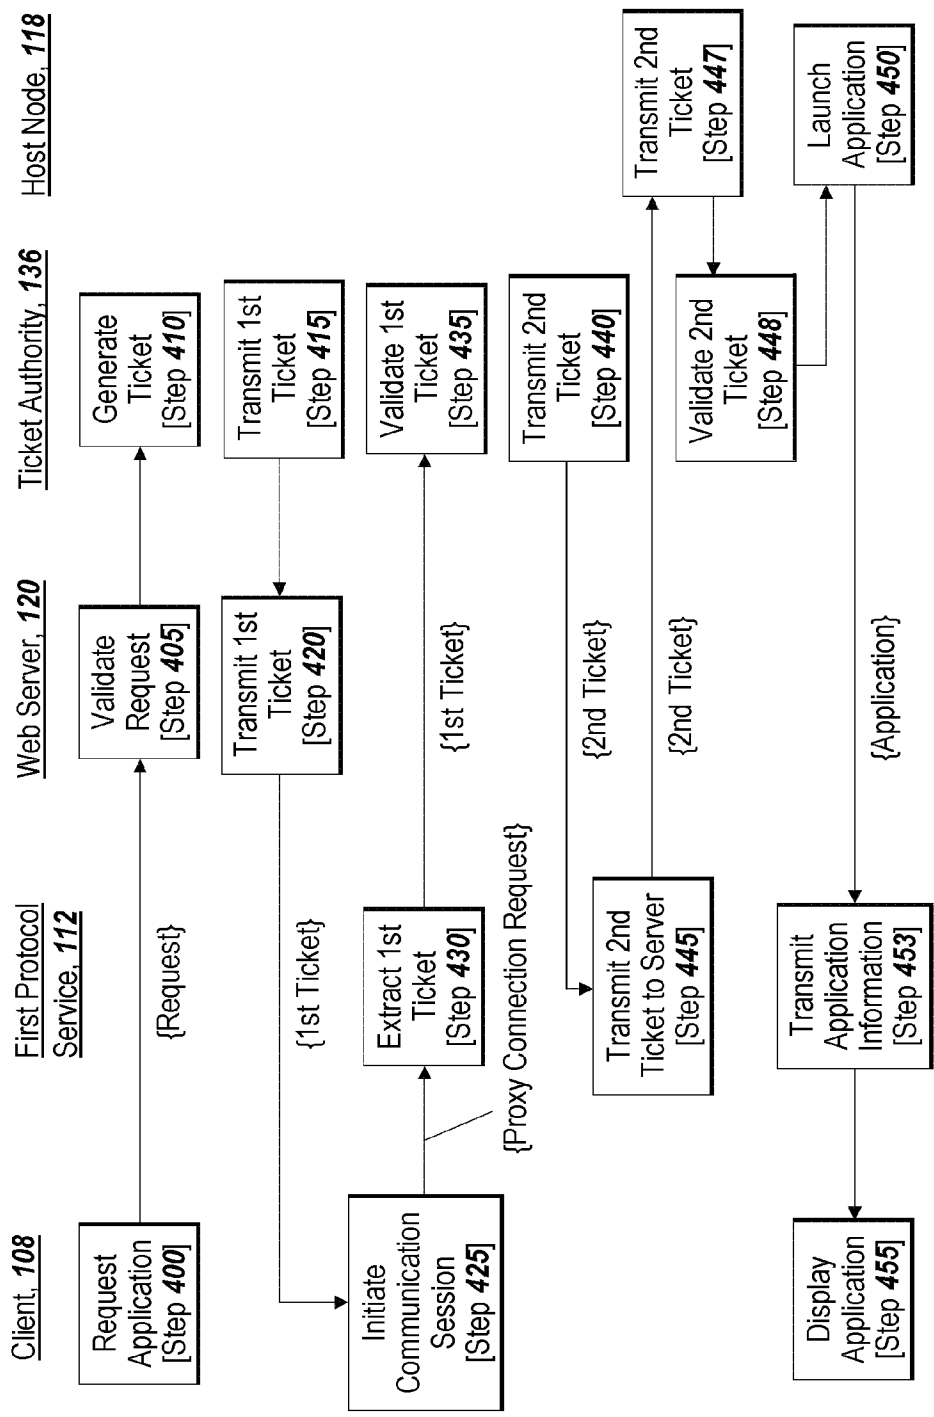 Client, 108
First Protocol
Service, 112
Web Server, 120
Ticket Authority, 136
Host Node, 118
Request
Application
[Step 400]
{Request}
Validate
Request
[Step 405]
Generate
Ticket
[Step 410]
Transmit 1st
Ticket
[Step 415]
Transmit 1st
Ticket
[Step 420]
{1st Ticket}
Initiate
Communication
Session
[Step 425]
{Proxy Connection Request}
Extract 1st
Ticket
[Step 430]
{1st Ticket}
Validate 1st
Ticket
[Step 435]
Transmit 2nd
Ticket
[Step 440]
{2nd Ticket}
Transmit 2nd
Ticket to Server
[Step 445]
{2nd Ticket}
Transmit 2nd
Ticket
[Step 447]
Validate 2nd
Ticket
[Step 448]
Launch
Application
[Step 450]
{Application}
Transmit
Application
Information
[Step 453]
Display
Application
[Step 455]